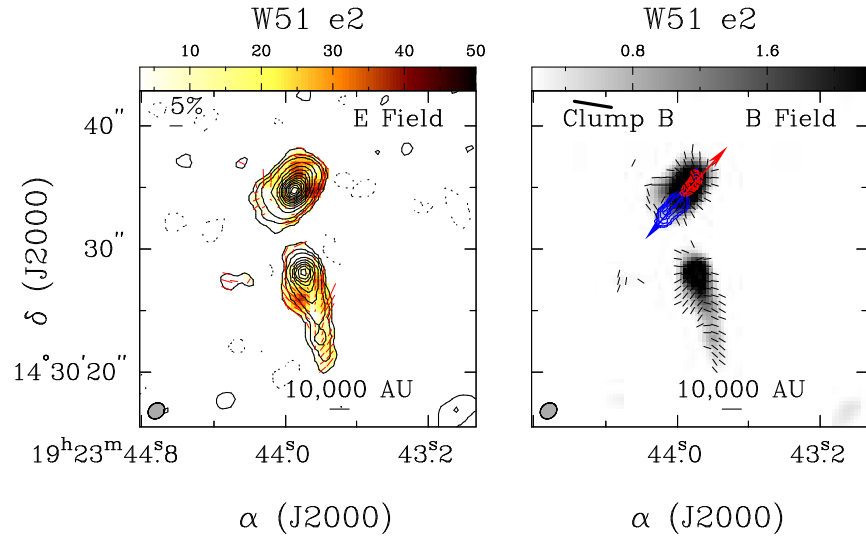 W51 e2
W51 e2
10 20 30 40 50
0.8 1.6
5%
E Field
Clump B
B Field
40"
30"
14°30'20"
δ (J2000)
10,000 AU
10,000 AU
19h23m44s.8 44s.0 43s.2
44s.0 43s.2
α (J2000)
α (J2000)